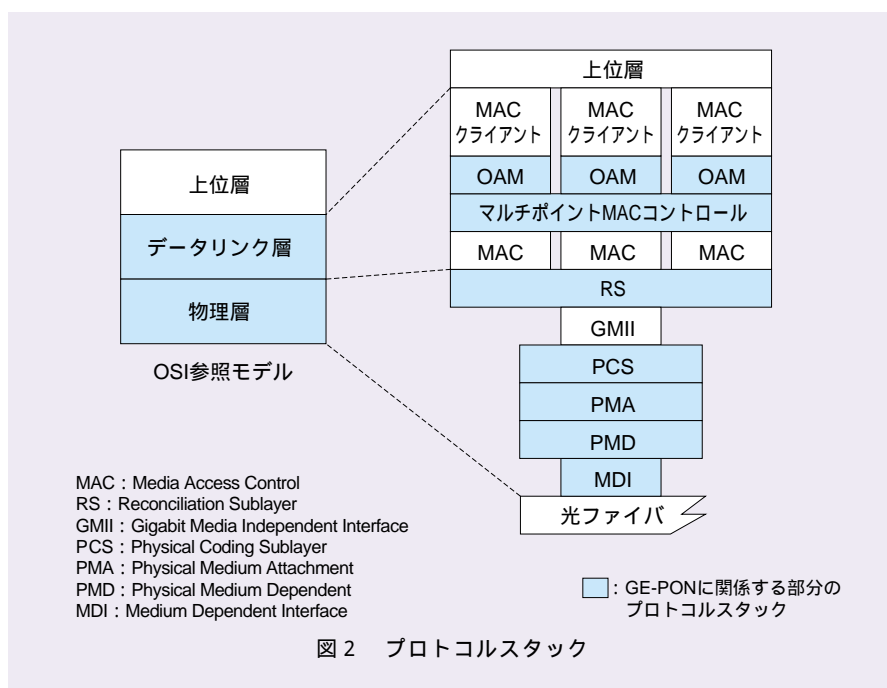 上位層
データリンク層
物理層
OSI参照モデル
上位層
MAC
クライアント
MAC
クライアント
MAC
クライアント
OAM
OAM
OAM
マルチポイントMACコントロール
MAC
MAC
MAC
RS
GMII
PCS
PMA
PMD
MDI
光ファイバ
MAC:Media Access Control
RS:Reconciliation Sublayer
GMII:Gigabit Media Independent Interface
PCS:Physical Coding Sublayer
PMA:Physical Medium Attachment
PMD:Physical Medium Dependent
MDI:Medium Dependent Interface
:GE-PONに関係する部分の
プロトコルスタック
図2 プロトコルスタック